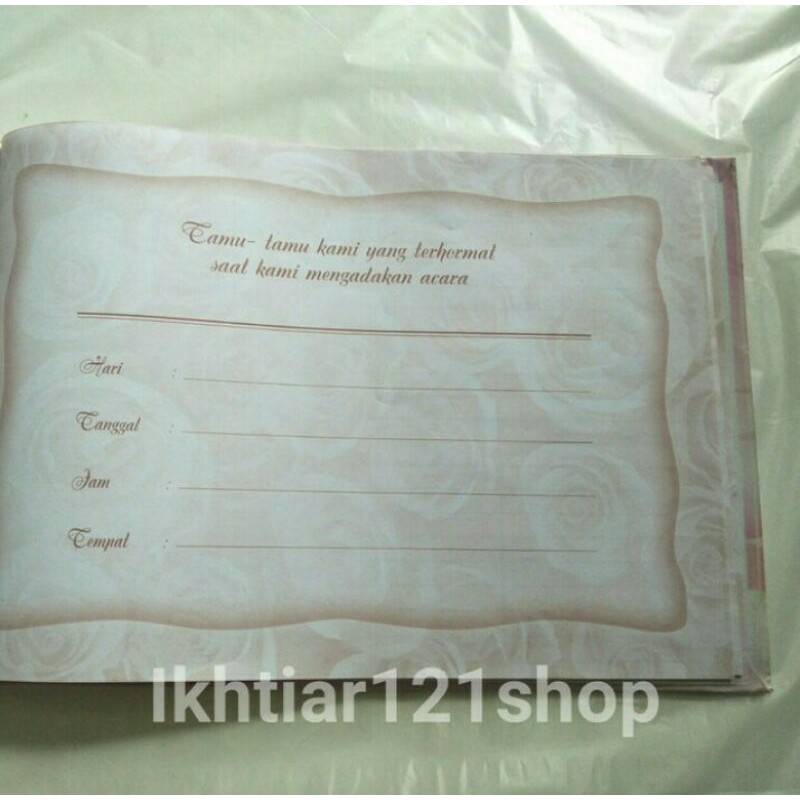 Tamu- tamu kami yang terhormat
saat kami mengadakan acara
Hari :
Tanggal :
Jam :
Tempat :
Ikhtiar121shop